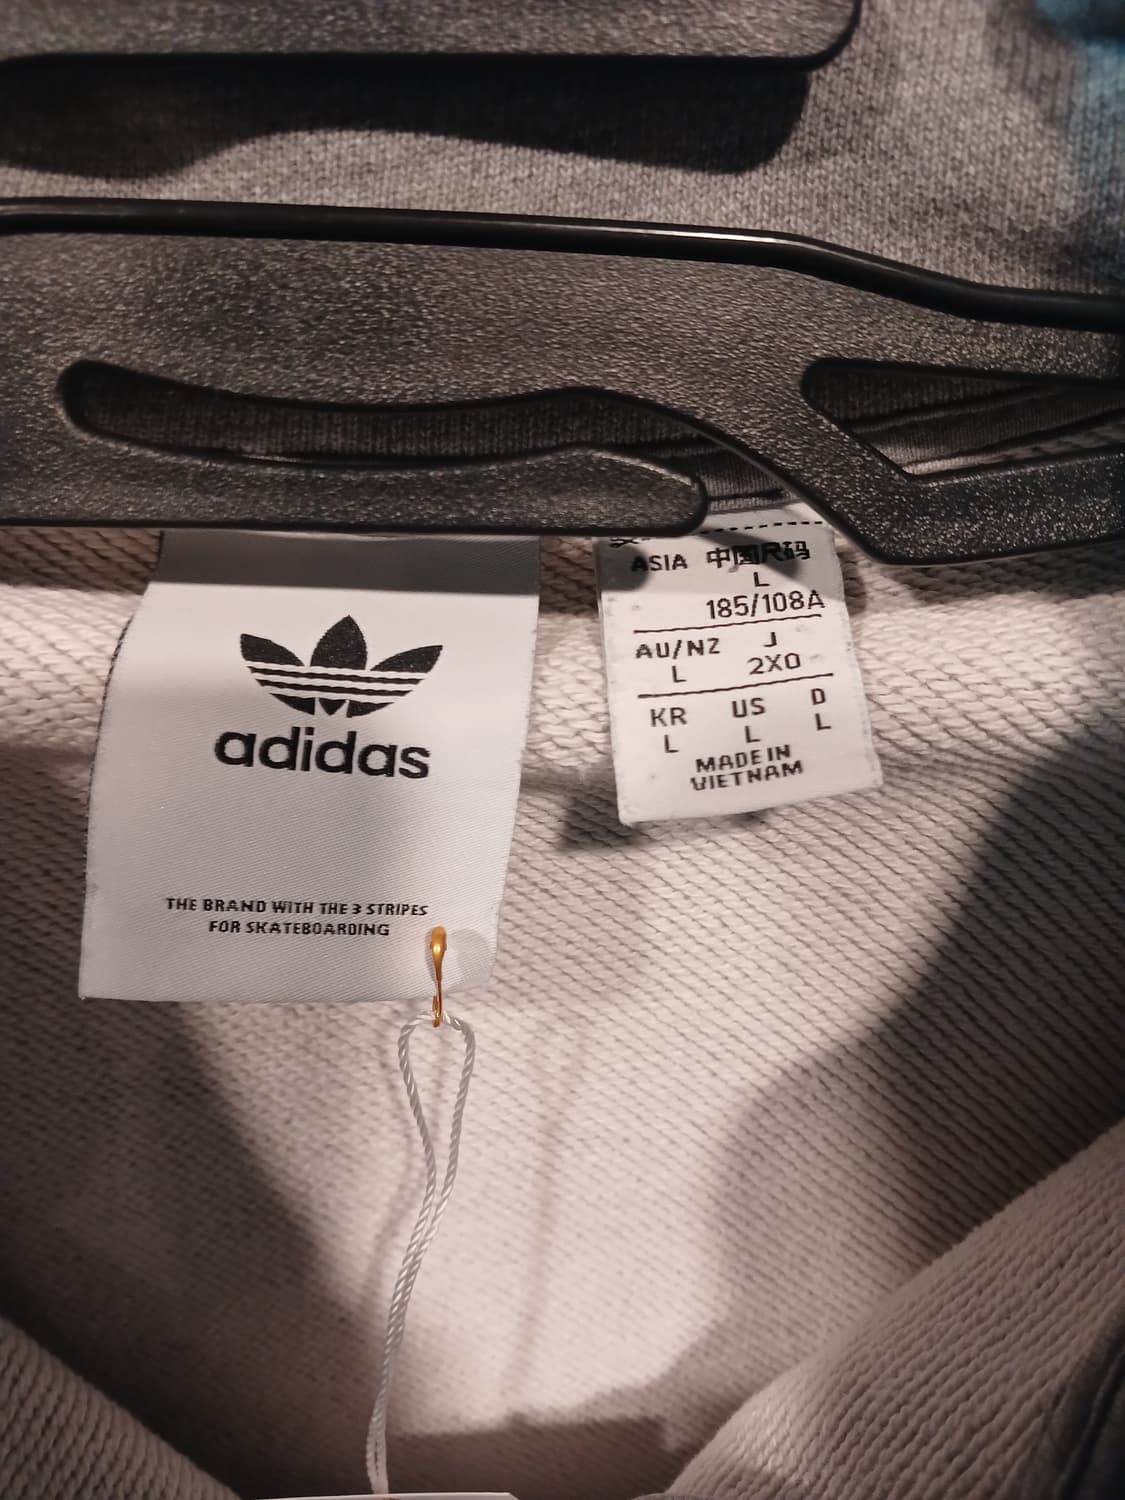 adidas
THE BRAND WITH THE 3 STRIPES
FOR SKATEBOARDING
ASIA 中国尺码
L
185/108A
AU/NZ J
L 2XO
KR US D
L L L
MADE IN
VIETNAM